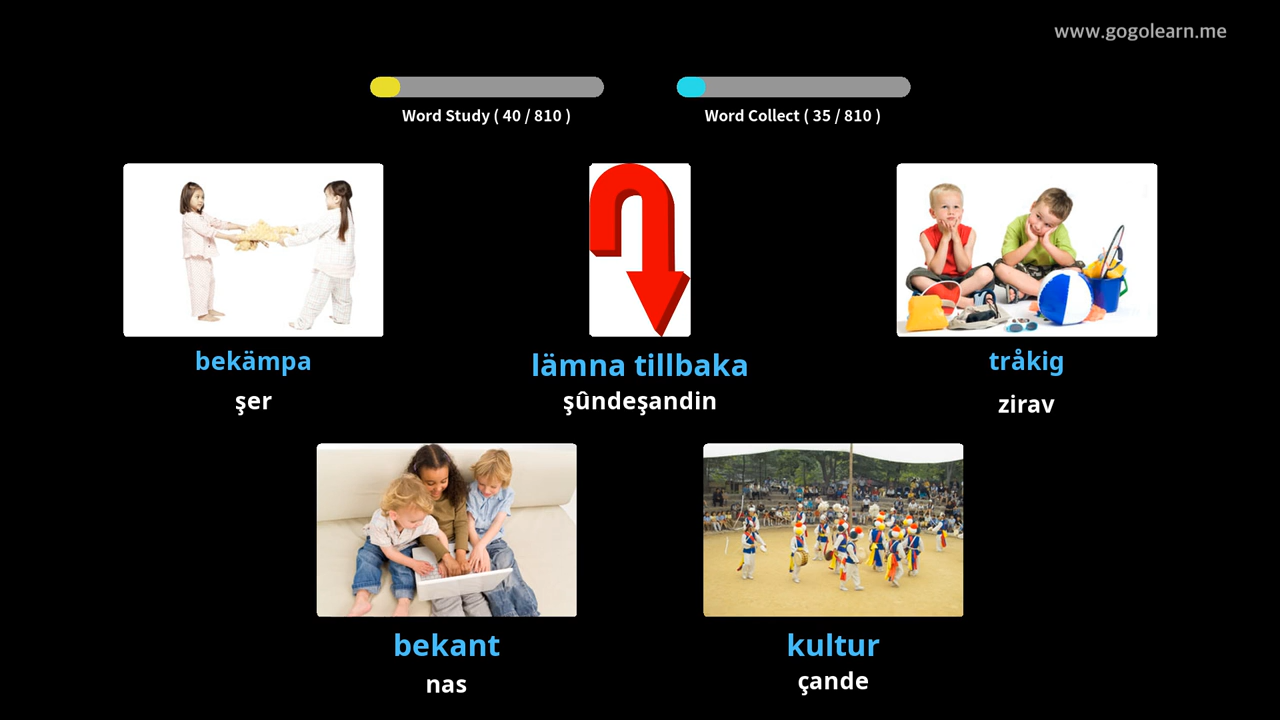 www.gogolearn.me
Word Study ( 40 / 810 )
Word Collect ( 35 / 810 )
bekämpa
şer
lämna tillbaka
şûndeşandin
tråkig
zirav
bekant
nas
kultur
çande